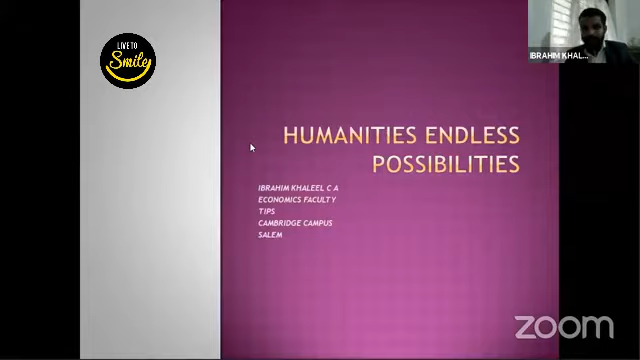 LIVE TO
Smile
IBRAHIM KHAL...
HUMANITIES ENDLESS
POSSIBILITIES
IBRAHIM KHALEEL C A
ECONOMICS FACULTY
TIPS
CAMBRIDGE CAMPUS
SALEM
zoom